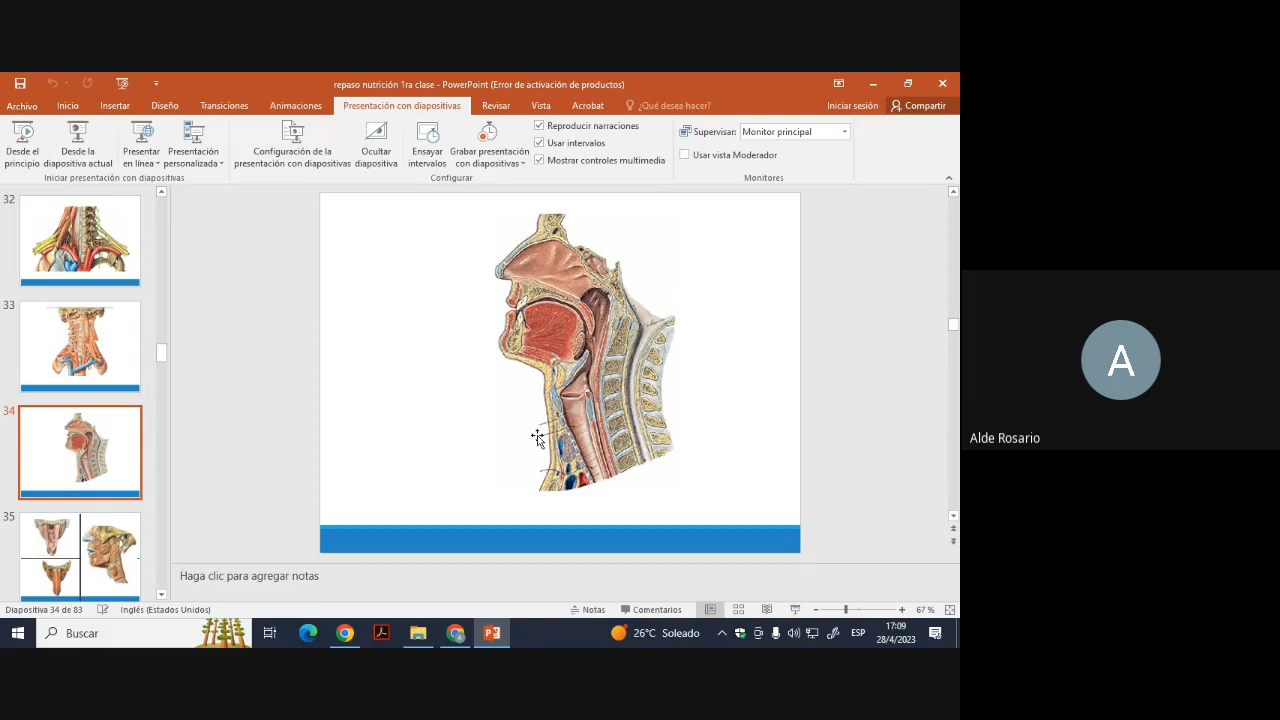 repaso nutrición 1ra clase - PowerPoint (Error de activación de productos)
Archivo Inicio Insertar Diseño Transiciones Animaciones Presentación con diapositivas Revisar Vista Acrobat ¿Qué desea hacer? Iniciar sesión Compartir
Desde el principio
Desde la diapositiva actual
Presentar en línea
Presentación personalizada
Configuración de la presentación con diapositivas
Ocultar diapositiva
Ensayar intervalos
Grabar presentación con diapositivas
Reproducir narraciones
Usar intervalos
Mostrar controles multimedia
Supervisar: Monitor principal
Usar vista Moderador
Iniciar presentación con diapositivas Configurar Monitores
32
33
34
35
A
Alde Rosario
Haga clic para agregar notas
Diapositiva 34 de 83 Inglés (Estados Unidos) Notas Comentarios 67 %
Buscar 26°C Soleado ESP 17:09
28/4/2023